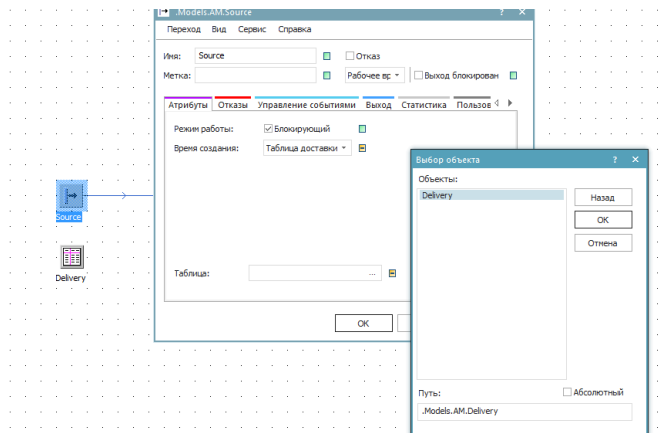 .Models.AM.Source ? ×
Переход Вид Сервис Справка
Имя: Source Отказ
Метка: Рабочее вр Выход блокирован
Атрибуты Отказы Управление событиями Выход Статистика Пользов
Режим работы: Блокирующий
Время создания: Таблица доставки
Таблица: ...
ОК
Source
Delivery
Выбор объекта ? ×
Объекты:
Delivery
Назад
ОК
Отмена
Путь: Абсолютный
.Models.AM.Delivery